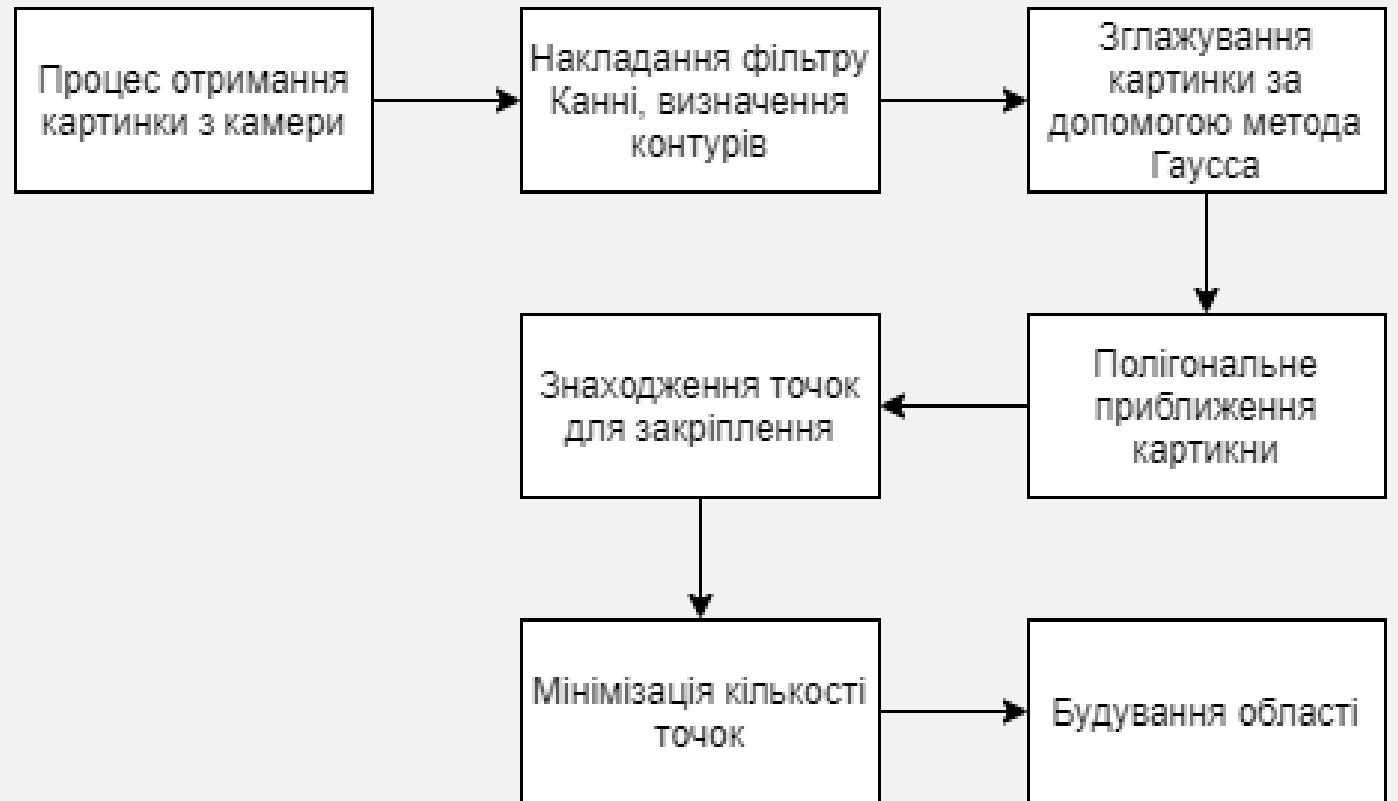 Процес отримання
картинки з камери
Накладання фільтру
Канні, визначення
контурів
Зглажування
картинки за
допомогою метода
Гаусса
Полігональне
приближення
картикни
Знаходження точок
для закріплення
Мінімізація кількості
точок
Будування області